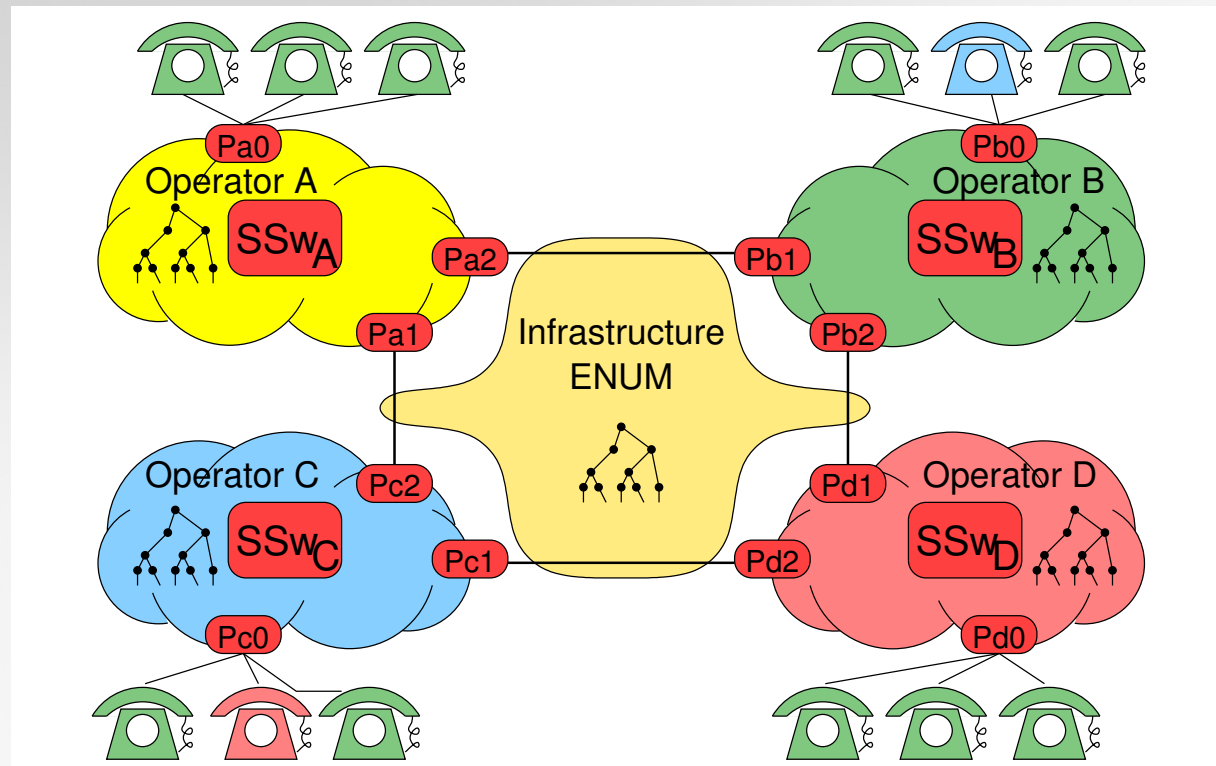 Pa0
Pb0
Operator A
Operator B
SSwA
SSwB
Pa2
Pb1
Pa1
Infrastructure
ENUM
Pb2
Operator C
Pc2
Pd1
Operator D
SSwC
SSwD
Pc1
Pd2
Pc0
Pd0